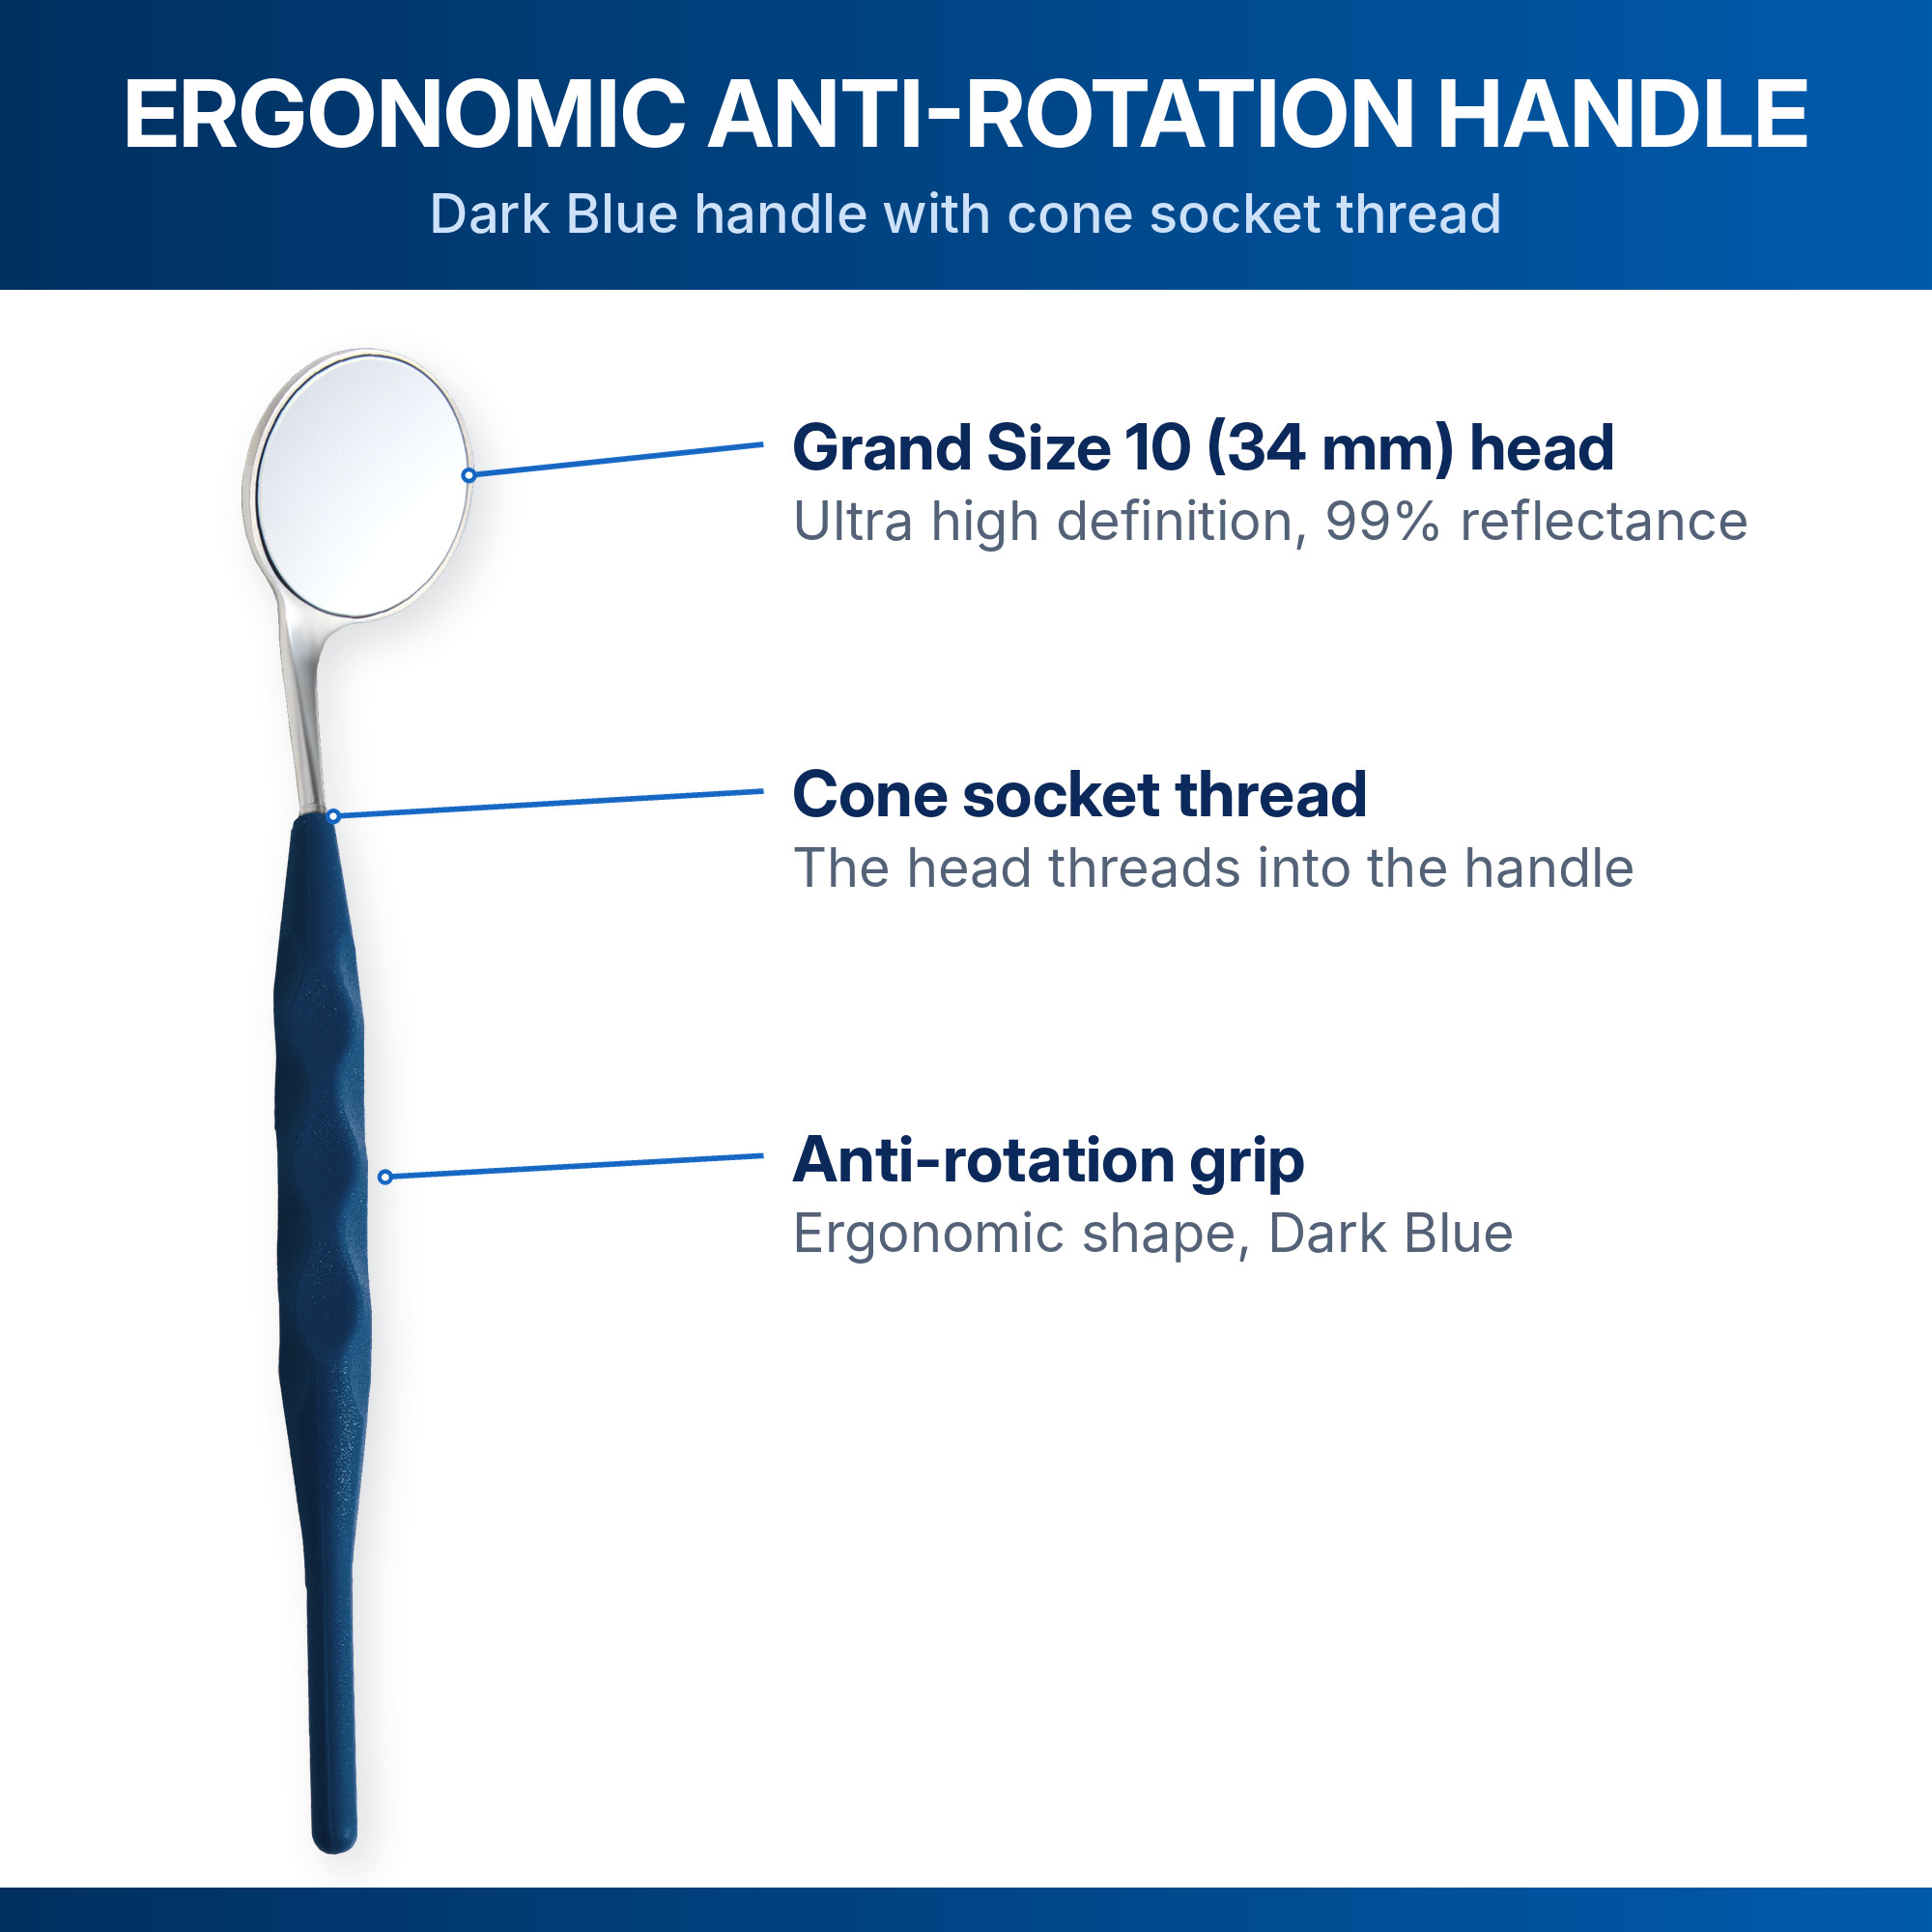 ERGONOMIC ANTI-ROTATION HANDLE
Dark Blue handle with cone socket thread
Grand Size 10 (34 mm) head
Ultra high definition, 99% reflectance
Cone socket thread
The head threads into the handle
Anti-rotation grip
Ergonomic shape, Dark Blue